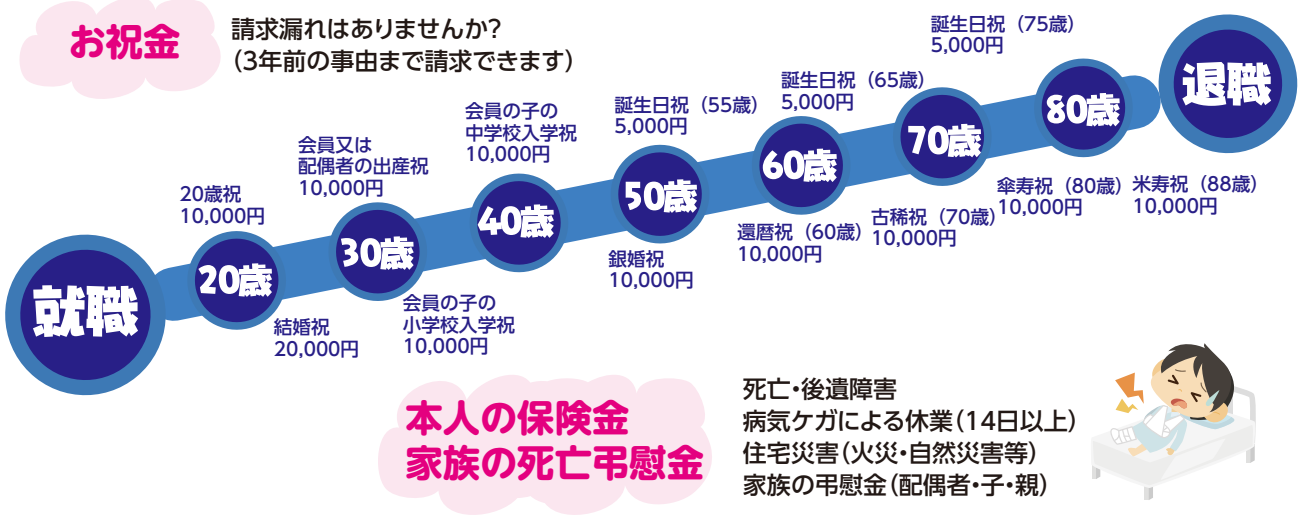 お祝金
請求漏れはありませんか?
(3年前の事由まで請求できます)
就職
20歳祝
10,000円
20歳
結婚祝
20,000円
会員又は
配偶者の出産祝
10,000円
30歳
会員の子の
小学校入学祝
10,000円
会員の子の
中学校入学祝
10,000円
40歳
誕生日祝(55歳)
5,000円
50歳
銀婚祝
10,000円
誕生日祝(65歳)
5,000円
60歳
還暦祝(60歳)
10,000円
誕生日祝(75歳)
5,000円
70歳
古稀祝(70歳)
10,000円
80歳
傘寿祝(80歳)
10,000円
米寿祝(88歳)
10,000円
退職
本人の保険金
家族の死亡弔慰金
死亡・後遺障害
病気ケガによる休業(14日以上)
住宅災害(火災・自然災害等)
家族の弔慰金(配偶者・子・親)